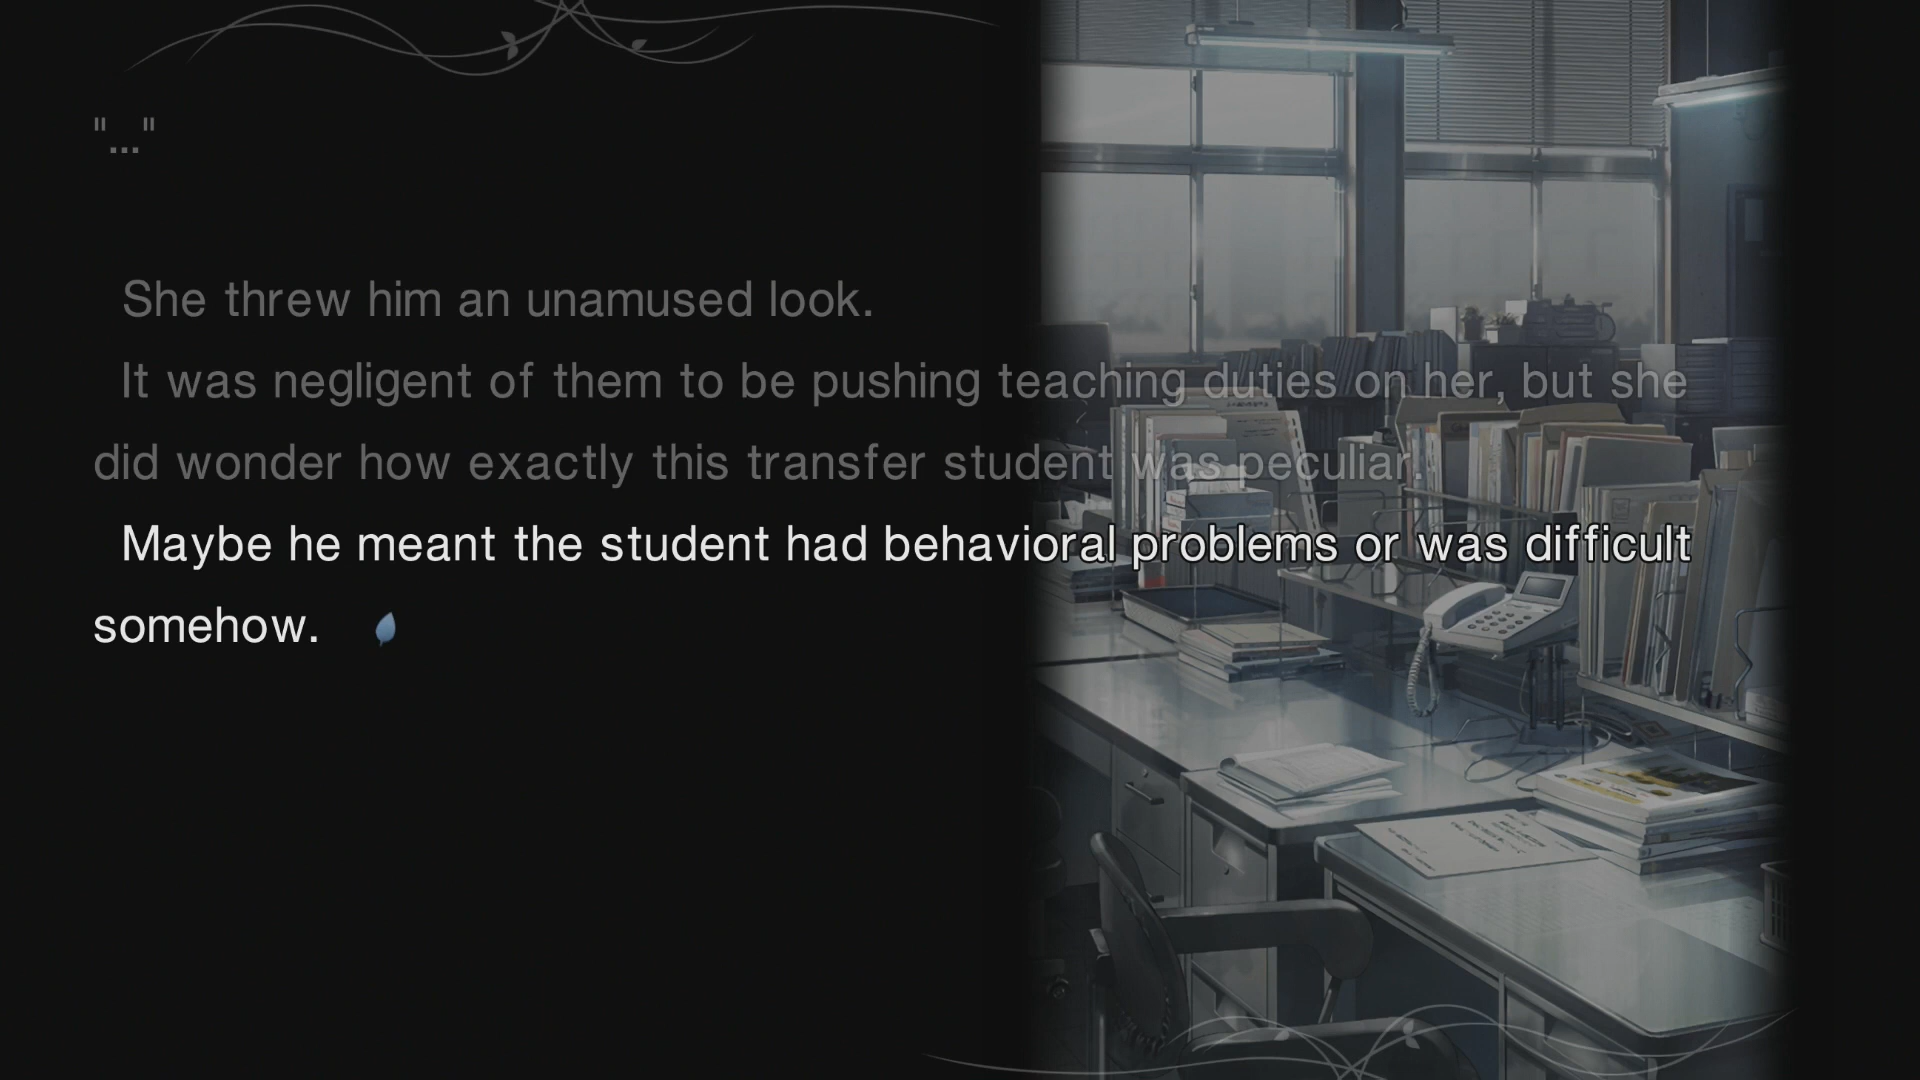 "..."
She threw him an unamused look.
It was negligent of them to be pushing teaching duties on her, but she
did wonder how exactly this transfer student was peculiar.
Maybe he meant the student had behavioral problems or was difficult
somehow.